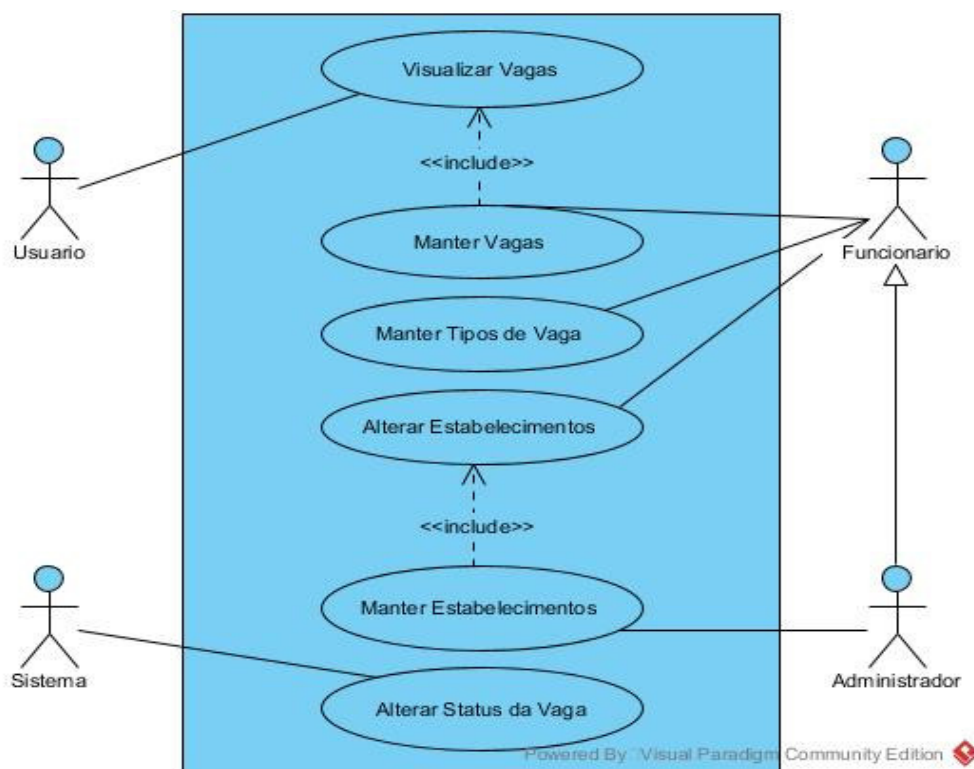 Visualizar Vagas
<<include>>
Usuario
Manter Vagas
Funcionario
Manter Tipos de Vaga
Alterar Estabelecimentos
<<include>>
Manter Estabelecimentos
Sistema
Administrador
Alterar Status da Vaga
Powered By Visual Paradigm Community Edition